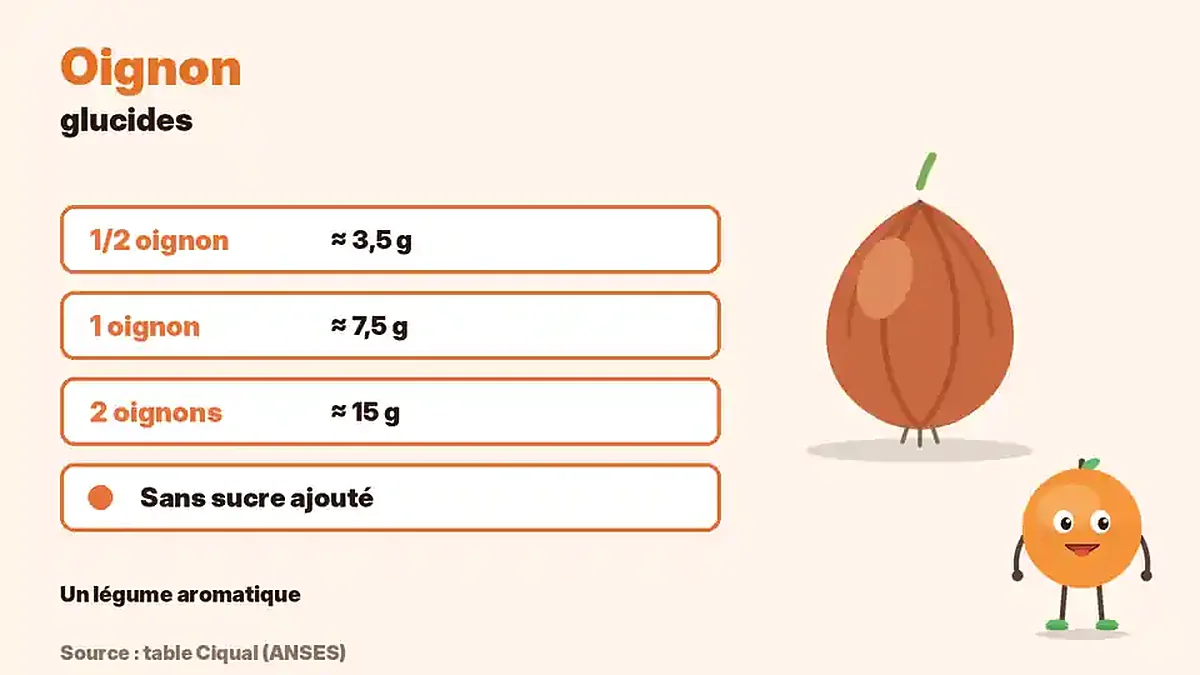 Oignon
glucides
1/2 oignon ≈ 3,5 g
1 oignon ≈ 7,5 g
2 oignons ≈ 15 g
Sans sucre ajouté
Un légume aromatique
Source : table Ciqual (ANSES)